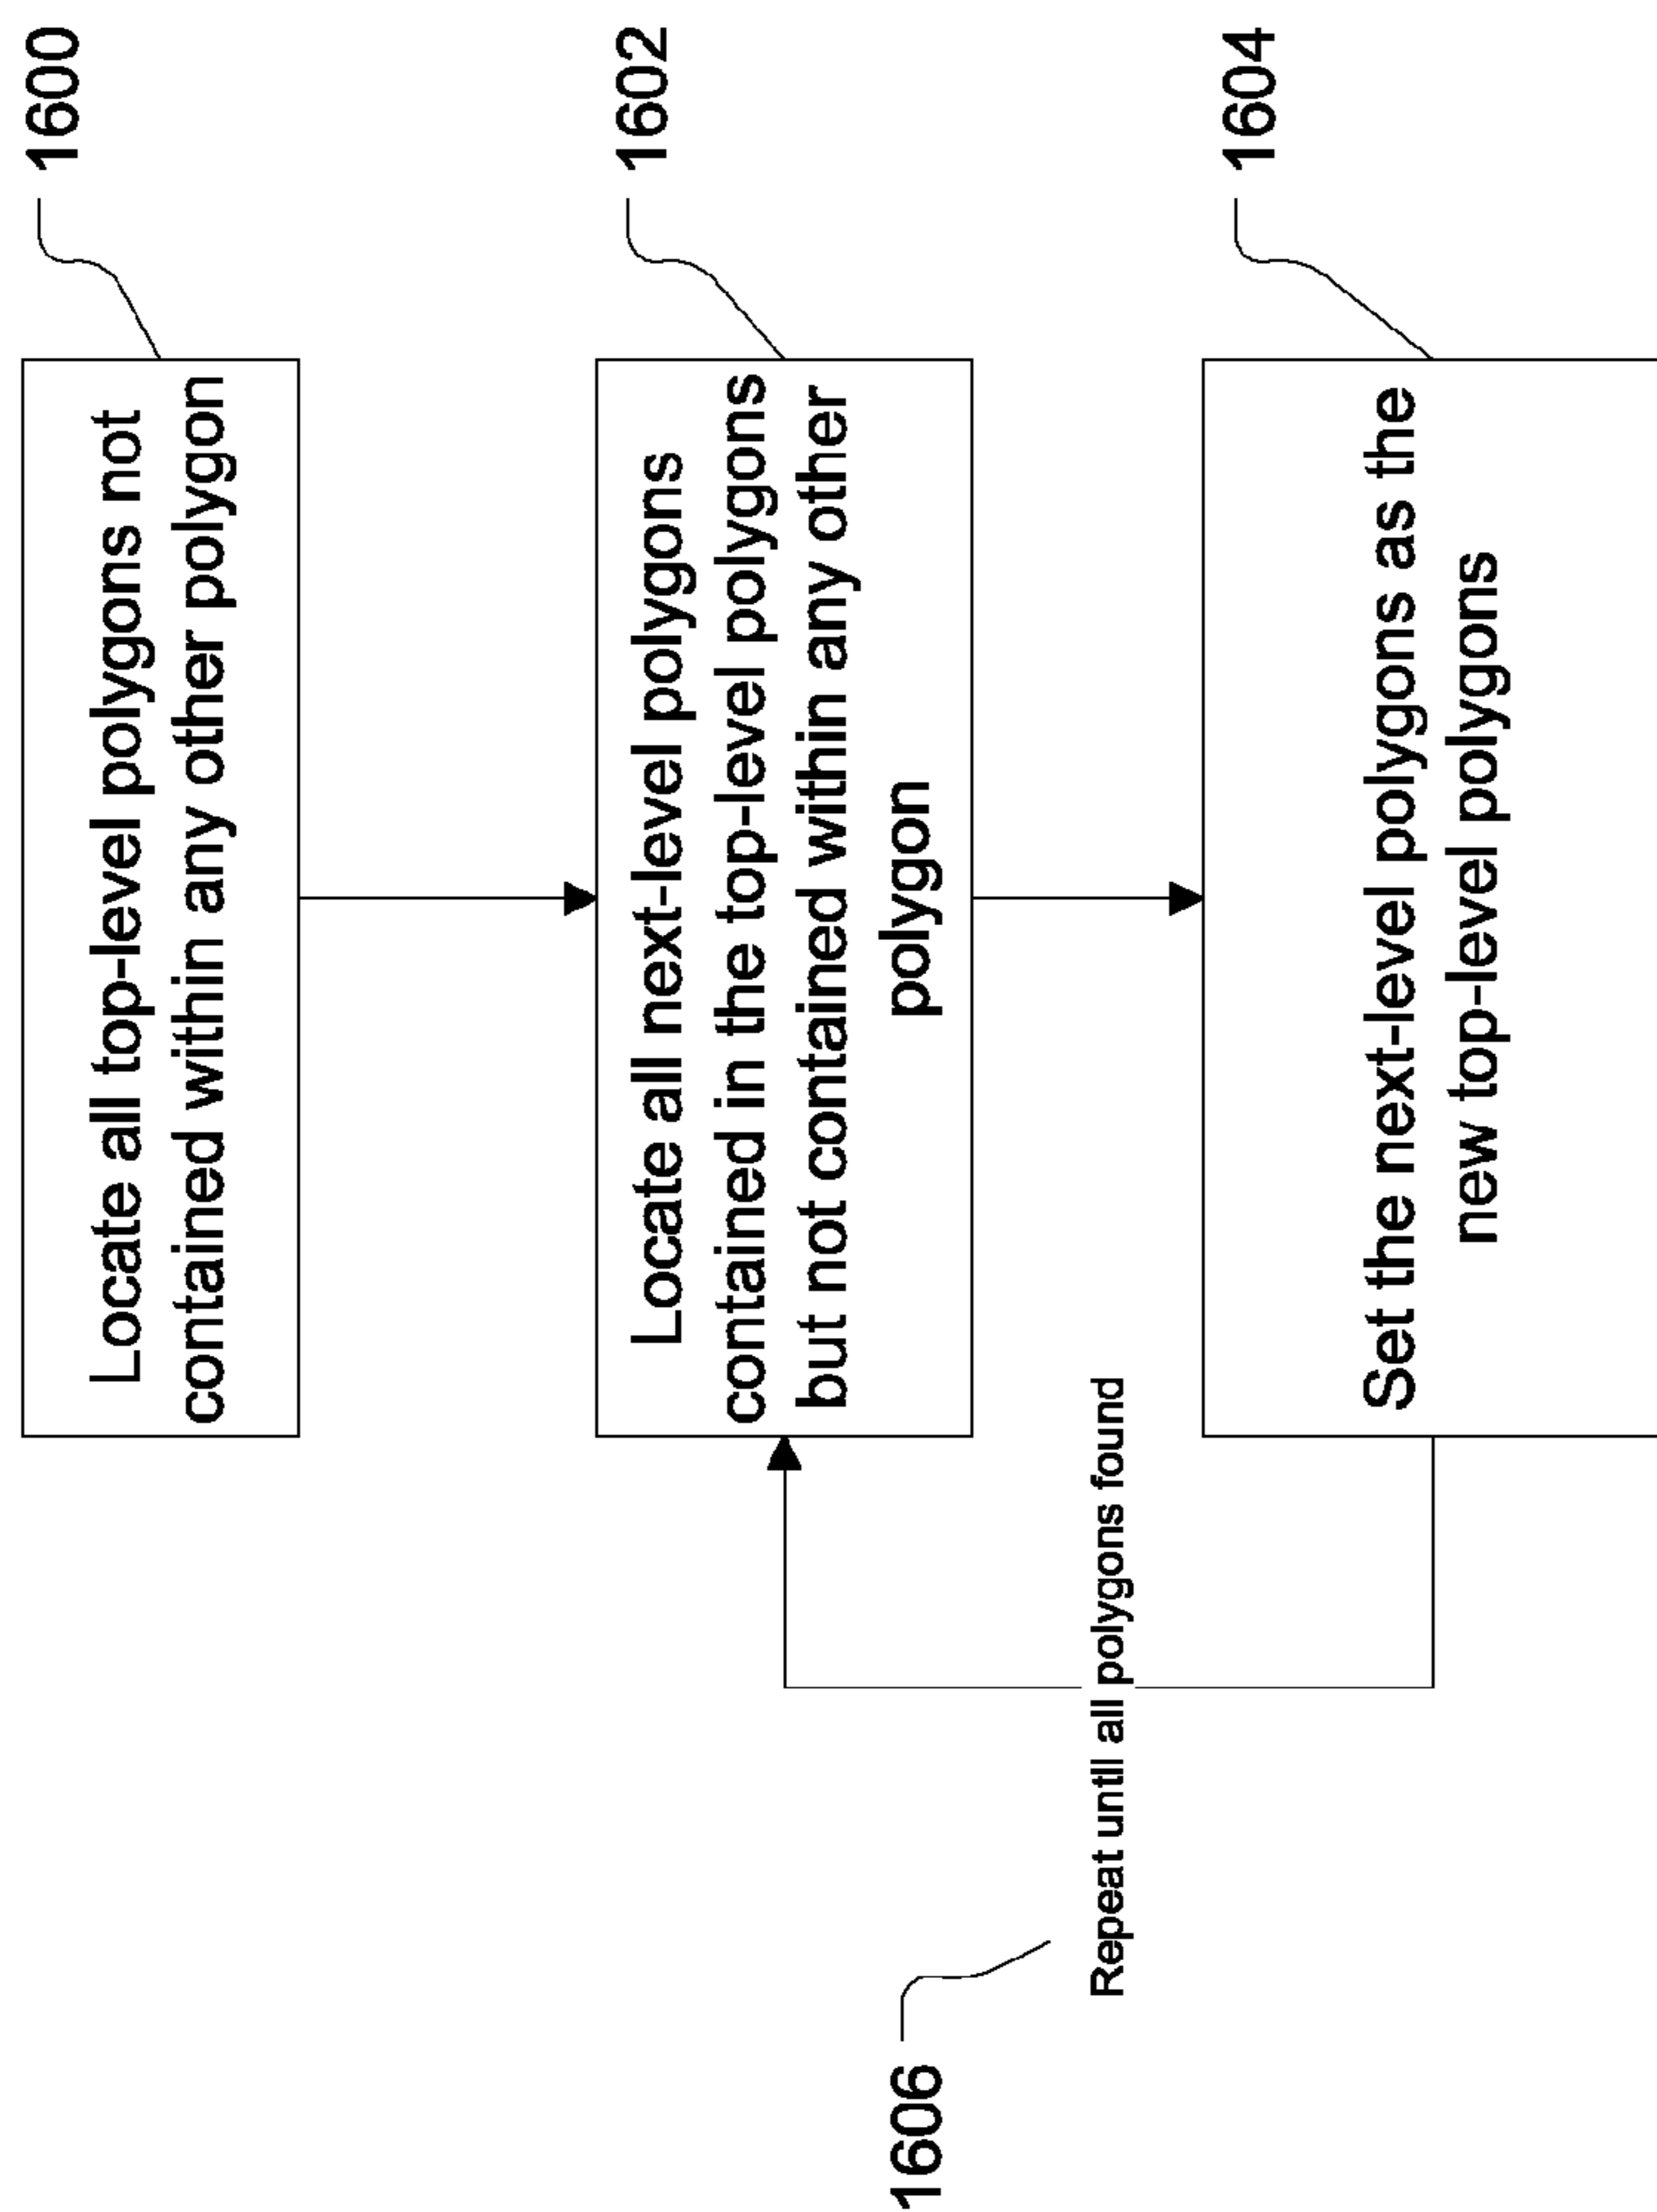 1600
Locate all top-level polygons not
contained within any other polygon
1602
Locate all next-level polygons
contained in the top-level polygons
but not contained within any other
polygon
1604
Set the next-level polygons as the
new top-level polygons
1606
Repeat until all polygons found